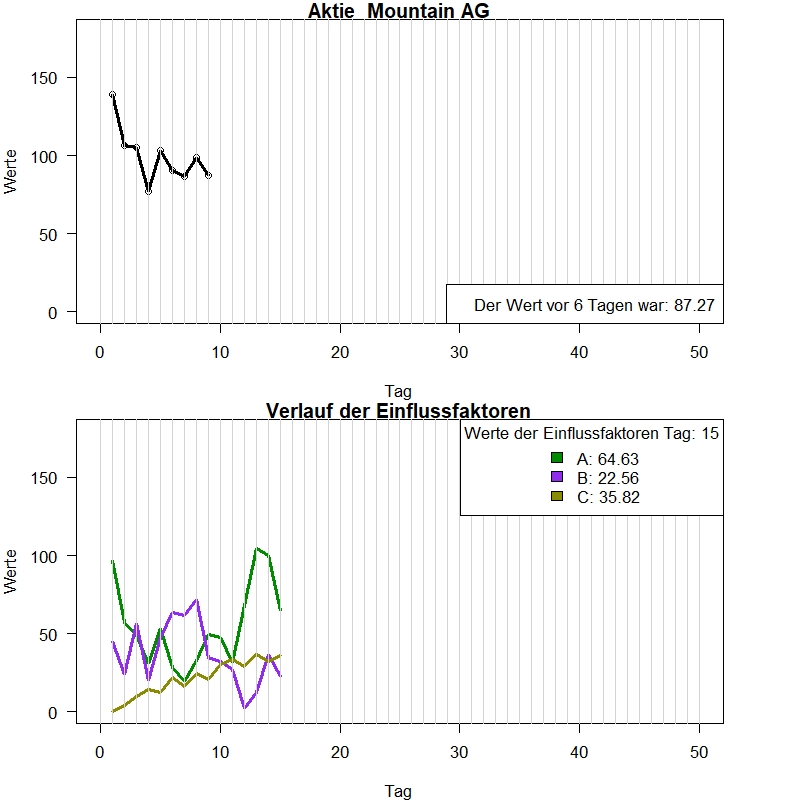 Aktie  Mountain AG
Werte
150
100
50
0
Der Wert vor 6 Tagen war: 87.27
0 10 20 30 40 50
Tag
Verlauf der Einflussfaktoren
Werte
150
100
50
0
Werte der Einflussfaktoren Tag: 15
A: 64.63
B: 22.56
C: 35.82
0 10 20 30 40 50
Tag